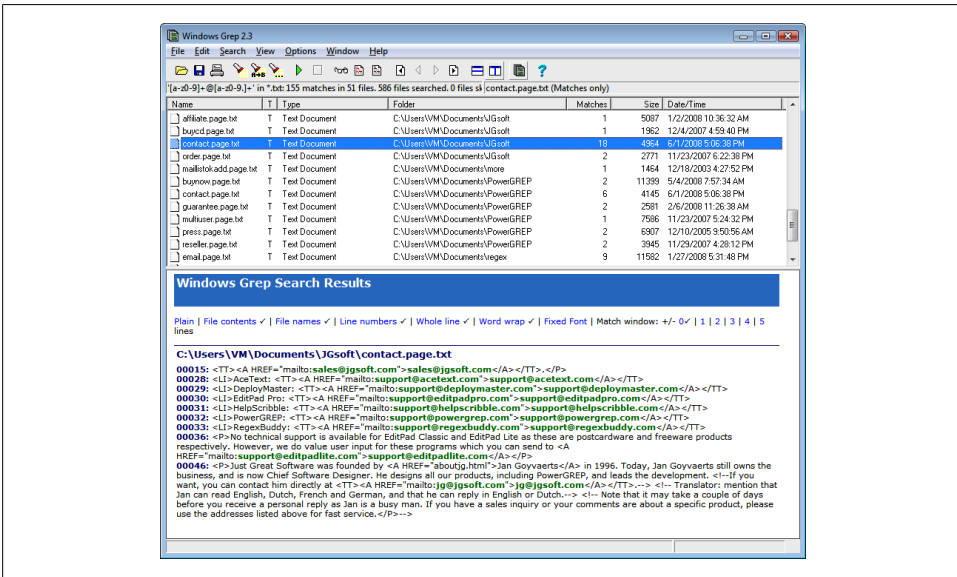 Windows Grep 2.3
File Edit Search View Options Window Help
'[a-z0-9]+@[a-z0-9.]+' in *.txt: 155 matches in 51 files. 586 files searched. 0 files sk contact.page.txt (Matches only)
Name T Type Folder Matches Size Date/Time
affiliate.page.txt T Text Document C:\Users\VM\Documents\JGsoft 1 5087 1/2/2008 10:36:32 AM
buycd.page.txt T Text Document C:\Users\VM\Documents\JGsoft 1 1962 12/4/2007 4:59:40 PM
contact.page.txt T Text Document C:\Users\VM\Documents\JGsoft 18 4964 6/1/2008 5:06:38 PM
order.page.txt T Text Document C:\Users\VM\Documents\JGsoft 2 2771 11/23/2007 6:22:38 PM
maillistokadd.page.txt T Text Document C:\Users\VM\Documents\more 1 1464 12/18/2003 4:27:52 PM
buynow.page.txt T Text Document C:\Users\VM\Documents\PowerGREP 2 11399 5/4/2008 7:57:34 AM
contact.page.txt T Text Document C:\Users\VM\Documents\PowerGREP 6 4145 6/1/2008 5:06:38 PM
guarantee.page.txt T Text Document C:\Users\VM\Documents\PowerGREP 2 2581 2/6/2008 11:26:38 AM
multiuser.page.txt T Text Document C:\Users\VM\Documents\PowerGREP 1 7586 11/23/2007 5:24:32 PM
press.page.txt T Text Document C:\Users\VM\Documents\PowerGREP 2 6907 12/10/2005 9:50:56 AM
reseller.page.txt T Text Document C:\Users\VM\Documents\PowerGREP 2 3945 11/29/2007 4:28:12 PM
email.page.txt T Text Document C:\Users\VM\Documents\regex 9 11582 1/27/2008 5:31:48 PM
Windows Grep Search Results
Plain | File contents ✓ | File names ✓ | Line numbers ✓ | Whole line ✓ | Word wrap ✓ | Fixed Font | Match window: +/- 0✓ | 1 | 2 | 3 | 4 | 5
lines
C:\Users\VM\Documents\JGsoft\contact.page.txt
00015: <TT><A HREF="mailto:sales@jgsoft.com">sales@jgsoft.com</A></TT>.</P>
00028: <LI>AceText: <TT><A HREF="mailto:support@acetext.com">support@acetext.com</A></TT>
00029: <LI>DeployMaster: <TT><A HREF="mailto:support@deploymaster.com">support@deploymaster.com</A></TT>
00030: <LI>EditPad Pro: <TT><A HREF="mailto:support@editpadpro.com">support@editpadpro.com</A></TT>
00031: <LI>HelpScribble: <TT><A HREF="mailto:support@helpscribble.com">support@helpscribble.com</A></TT>
00032: <LI>PowerGREP: <TT><A HREF="mailto:support@powergrep.com">support@powergrep.com</A></TT>
00033: <LI>RegexBuddy: <TT><A HREF="mailto:support@regexbuddy.com">support@regexbuddy.com</A></TT>
00036: <P>No technical support is available for EditPad Classic and EditPad Lite as these are postcardware and freeware products
respectively. However, we do value user input for these programs which you can send to <A
HREF="mailto:support@editpadlite.com">support@editpadlite.com</A></P>
00046: <P>Just Great Software was founded by <A HREF="aboutjg.html">Jan Goyvaerts</A> in 1996. Today, Jan Goyvaerts still owns the
business, and is now Chief Software Designer. He designs all our products, including PowerGREP, and leads the development. <!--If you
want, you can contact him directly at <TT><A HREF="mailto:jg@jgsoft.com">jg@jgsoft.com</A></TT>.--> <!-- Translator: mention that
Jan can read English, Dutch, French and German, and that he can reply in English or Dutch.--> <!-- Note that it may take a couple of days
before you receive a personal reply as Jan is a busy man. If you have a sales inquiry or your comments are about a specific product, please
use the addresses listed above for fast service.</P>-->